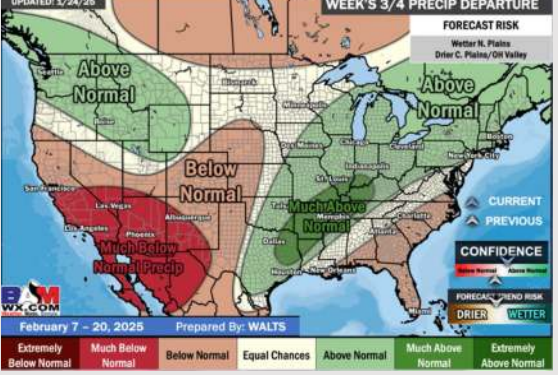 UPDATED: 1/24/25
WEEK'S 3/4 PRECIP DEPARTURE
FORECAST RISK
Wetter N. Plains
Drier C. Plains/OH Valley
Seattle
Above
Normal
Boise
Bismarck
Minneapolis
Above
Normal
Boston
New York City
Chicago
Cleveland
Des Moines
Indianapolis
St. Louis
Below
Normal
San Francisco
Las Vegas
Los Angeles
Phoenix
Albuquerque
Much Below
Normal Precip
Tulsa
Much Above
Normal
Memphis
Charlotte
Atlanta
Dallas
Houston
New Orleans
Miami
CURRENT
PREVIOUS
CONFIDENCE
Below Normal
Above Normal
FORECAST TREND RISK
DRIER
WETTER
BAM
WX.COM
February 7 – 20, 2025
Prepared By: WALTS
Extremely
Below Normal
Much Below
Normal
Below Normal
Equal Chances
Above Normal
Much Above
Normal
Extremely
Above Normal